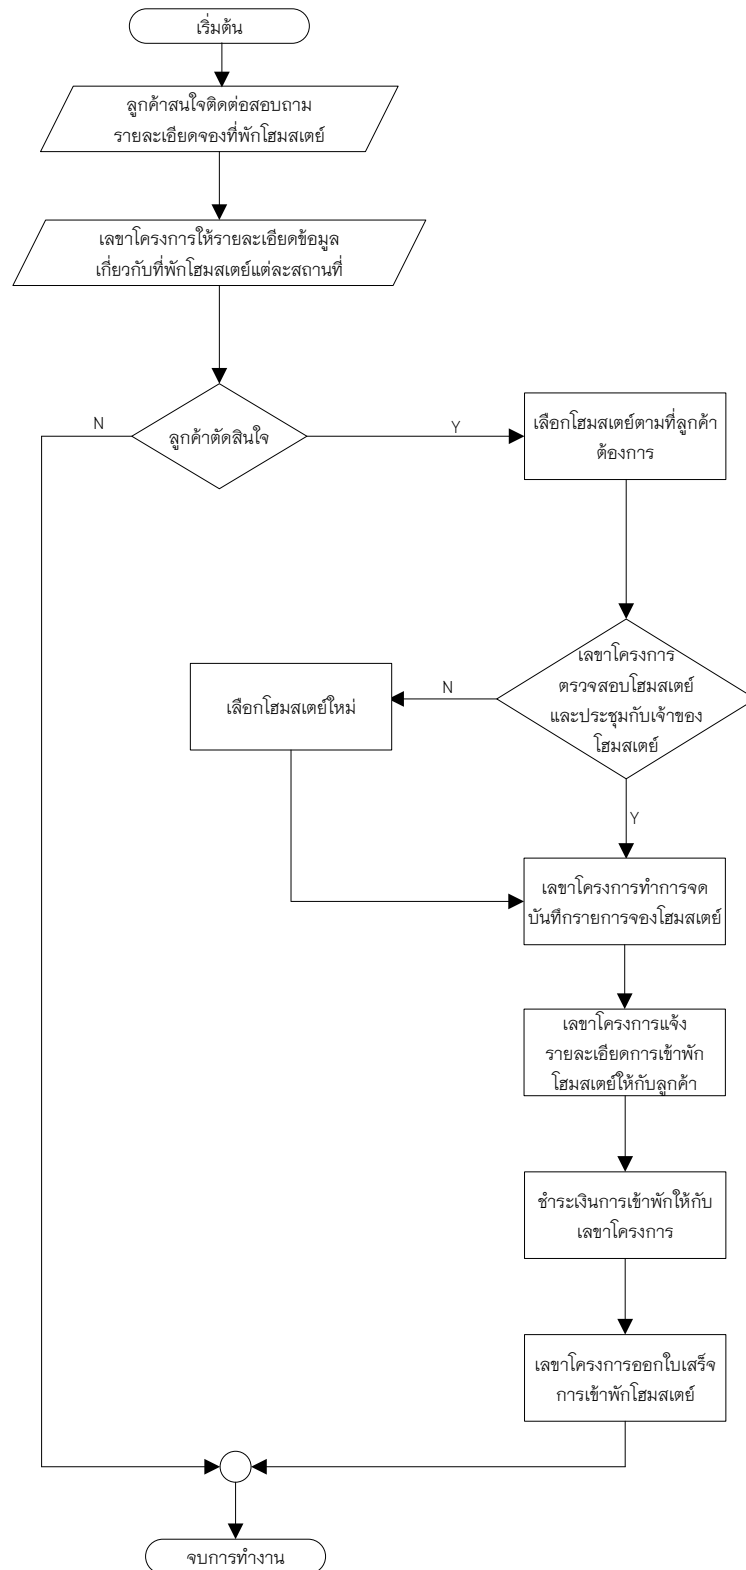 เริ่มต้น
ลูกค้าสนใจติดต่อสอบถาม
รายละเอียดจองที่พักโฮมสเตย์
เลขาโครงการให้รายละเอียดข้อมูล
เกี่ยวกับที่พักโฮมสเตย์แต่ละสถานที่
N
ลูกค้าตัดสินใจ
Y
เลือกโฮมสเตย์ตามที่ลูกค้า
ต้องการ
เลขาโครงการ
ตรวจสอบโฮมสเตย์
และประชุมกับเจ้าของ
โฮมสเตย์
N
เลือกโฮมสเตย์ใหม่
Y
เลขาโครงการทำการจด
บันทึกรายการจองโฮมสเตย์
เลขาโครงการแจ้ง
รายละเอียดการเข้าพัก
โฮมสเตย์ให้กับลูกค้า
ชำระเงินการเข้าพักให้กับ
เลขาโครงการ
เลขาโครงการออกใบเสร็จ
การเข้าพักโฮมสเตย์
จบการทำงาน